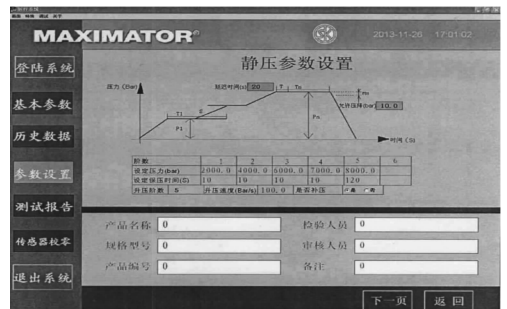 MAXIMATOR®
2013-11-26 17:01:02
静压参数设置
登陆系统
基本参数
历史数据
参数设置
测试报告
传感器校零
退出系统
压力 (Bar)
延迟时间(s) 20
T
To
Pm
允许压降(bar) 10.0
T1
S
P1
Pn
时间 (S)
阶数 1 2 3 4 5 6
设定压力(bar) 2000.0 4000.0 6000.0 7000.0 8000.0
设定保压时间(S) 10 10 10 10 120
升压阶数 5 升压速度(Bar/s) 100.0 是否补压 是 否
产品名称 0 检验人员 0
规格型号 0 审核人员 0
产品编号 0 备注 0
下一页 返回